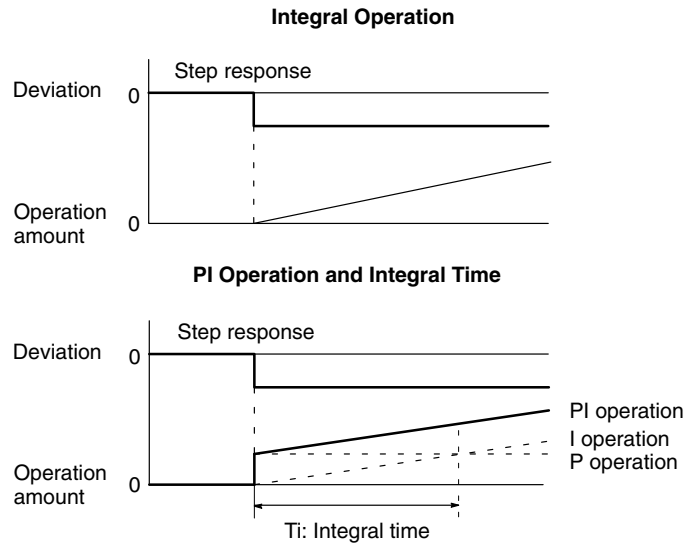 Integral Operation
Step response
Deviation 0
Operation
amount 0
PI Operation and Integral Time
Step response
Deviation 0
PI operation
I operation
P operation
Operation
amount 0
Ti: Integral time